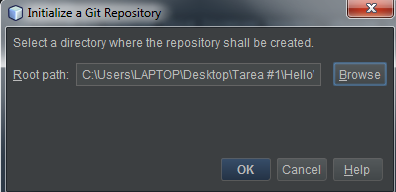 Initialize a Git Repository
Select a directory where the repository shall be created.
Root path: C:\Users\LAPTOP\Desktop\Tarea #1\Hello Browse
OK Cancel Help